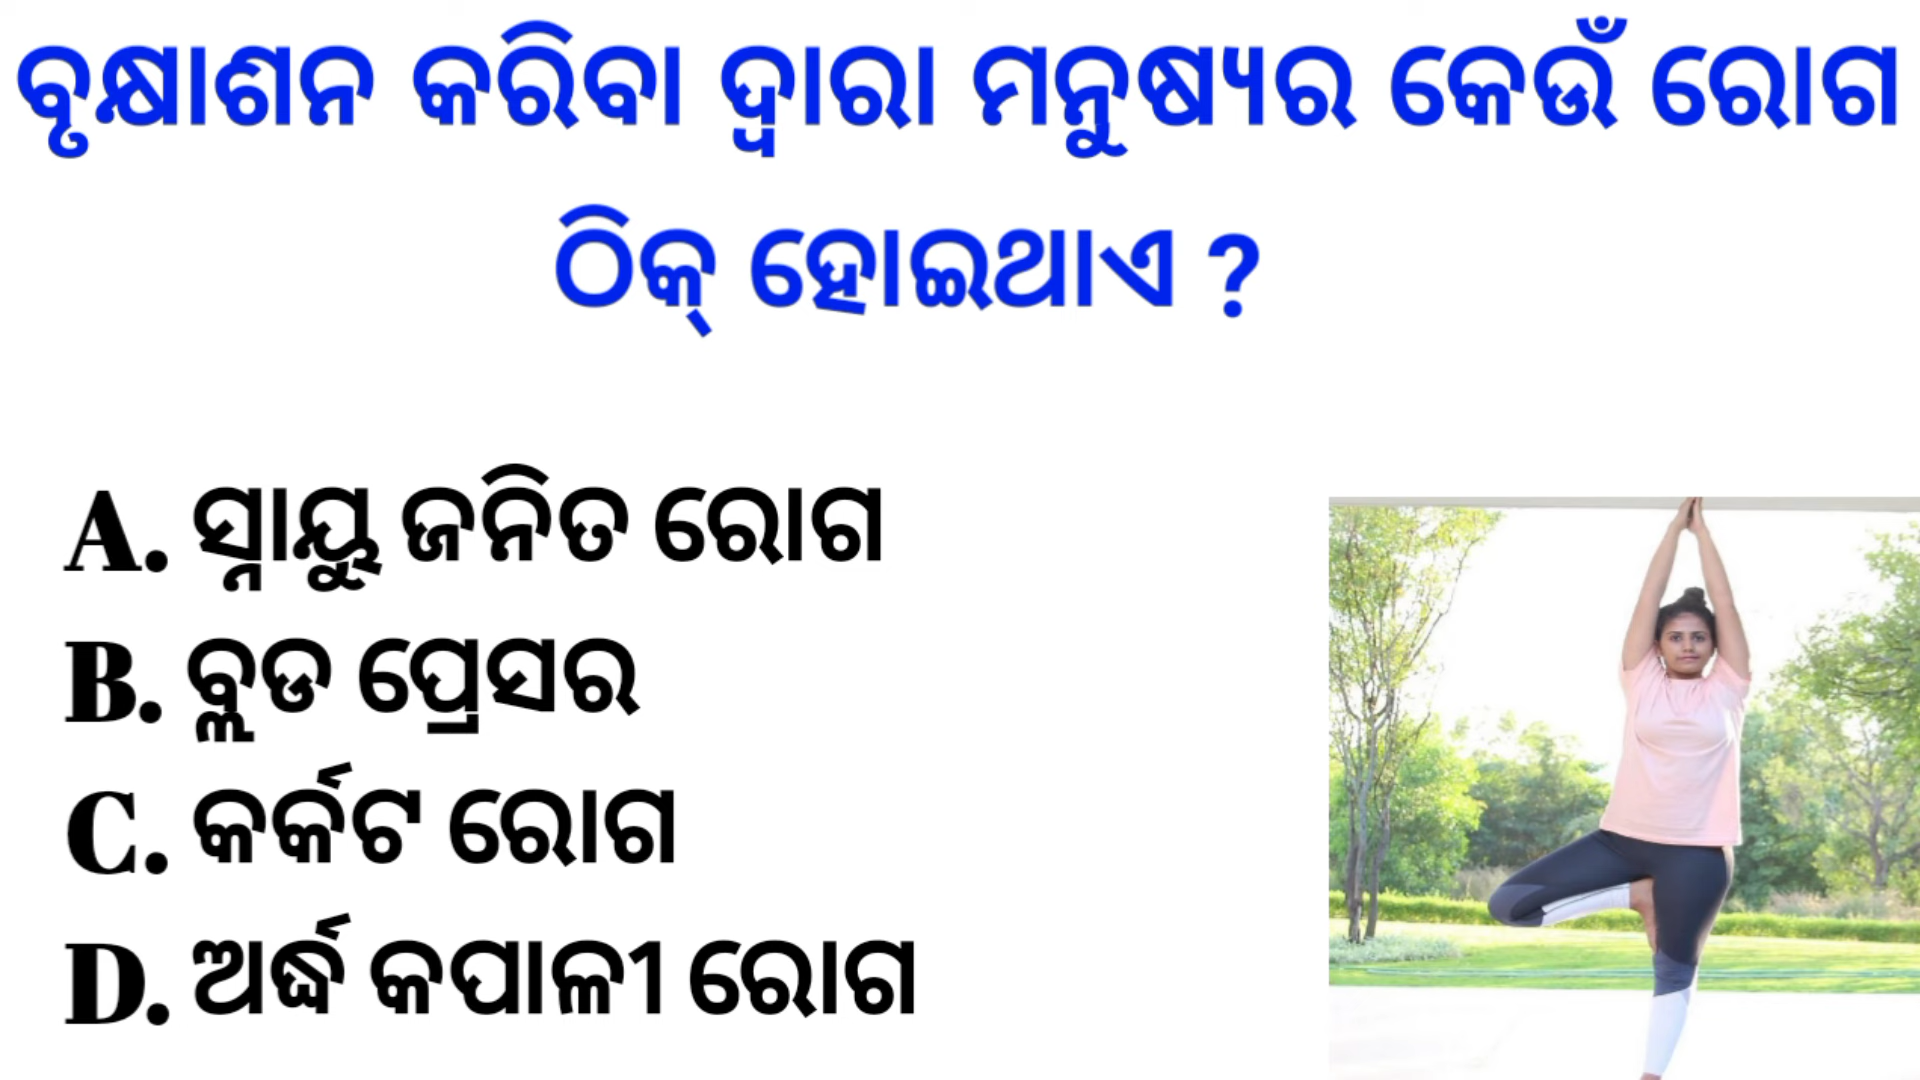 ବୃକ୍ଷାଶନ କରିବା ଦ୍ୱାରା ମନୁଷ୍ୟର କେଉଁ ରୋଗ
ଠିକ୍ ହୋଇଥାଏ ?
A. ସ୍ନାୟୁ ଜନିତ ରୋଗ
B. ବ୍ଲଡ ପ୍ରେସର
C. କର୍କଟ ରୋଗ
D. ଅର୍ଦ୍ଧ କପାଳୀ ରୋଗ